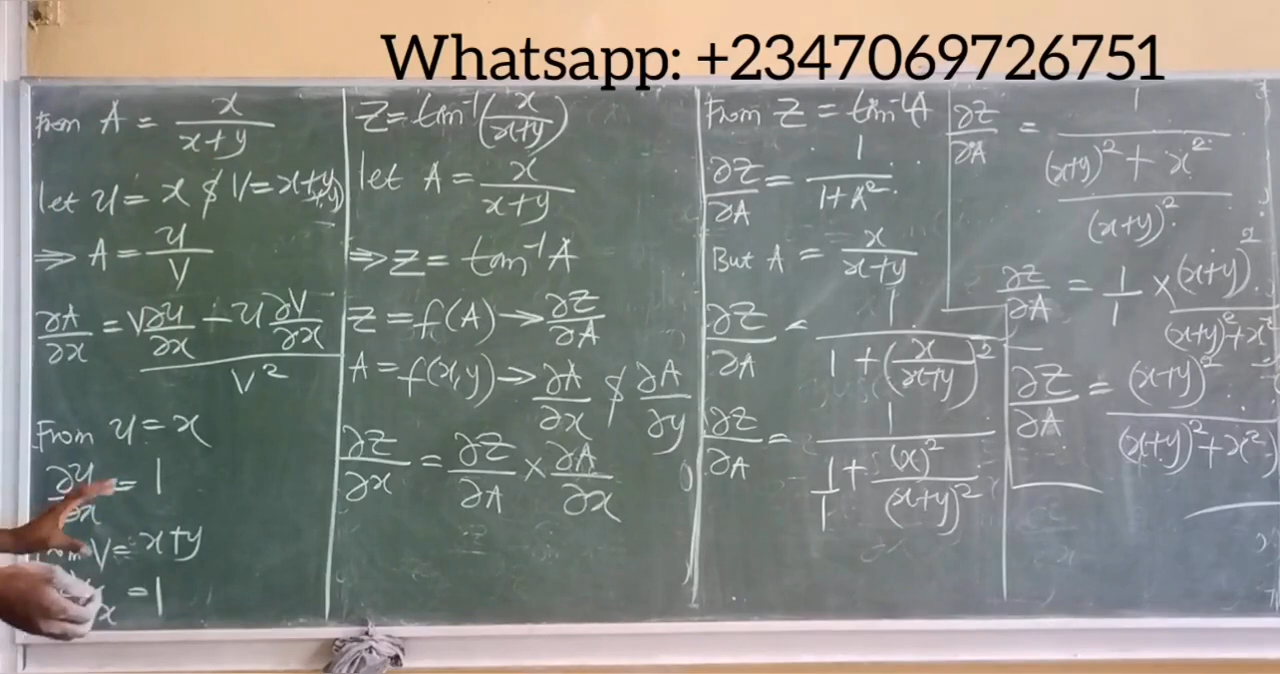 Whatsapp: +2347069726751
From A = x/(x+y)
let u = x $ V = x+y
⇒ A = u/V
∂A/∂x = (V∂u/∂x - u∂V/∂x)/V²
From u = x
∂u/∂x = 1
From V = x+y
x = 1
Z = tan⁻¹(x/(x+y))
let A = x/(x+y)
⇒ Z = tan⁻¹A
Z = f(A) → ∂Z/∂A
A = f(x,y) → ∂A/∂x $ ∂A/∂y
∂Z/∂x = ∂Z/∂A × ∂A/∂x
From Z = tan⁻¹A
∂Z/∂A = 1/(1+A²)
But A = x/(x+y)
∂Z/∂A = 1/(1 + (x/(x+y))²)
∂Z/∂A = 1/(1/1 + (x)²/(x+y)²)
∂Z/∂A = 1/(((x+y)² + x²)/(x+y)²)
∂Z/∂A = 1/1 × (x+y)²/((x+y)²+x²)
∂Z/∂A = (x+y)²/((x+y)²+x²)